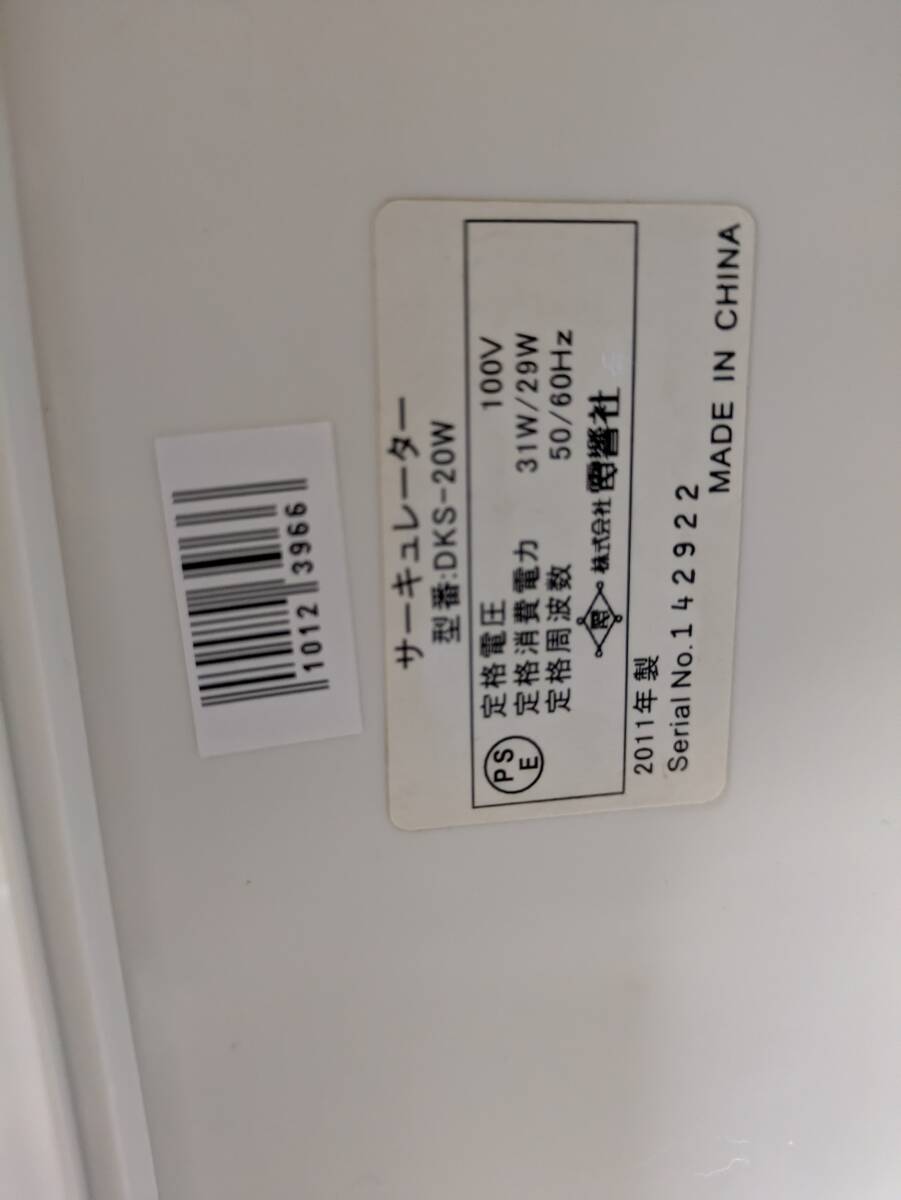 1012 3966
サーキュレーター
型番:DKS-20W
定格電圧 100V
定格消費電力 31W/29W
定格周波数 50/60Hz
PSE
株式会社 電響社
2011年製
Serial No.142922
MADE IN CHINA